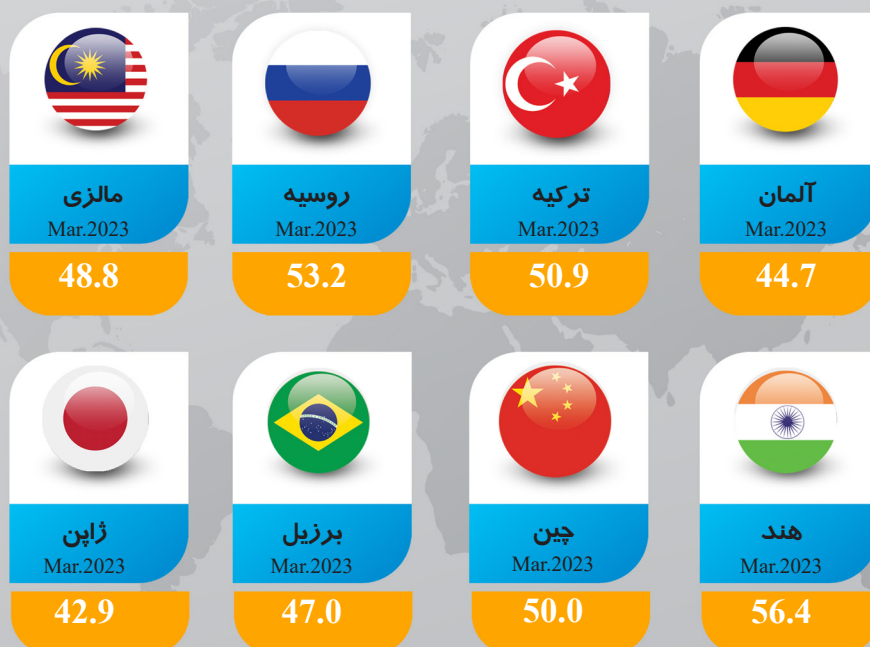 آلمان
Mar.2023
44.7
ترکیه
Mar.2023
50.9
روسیه
Mar.2023
53.2
مالزی
Mar.2023
48.8
هند
Mar.2023
56.4
چین
Mar.2023
50.0
برزیل
Mar.2023
47.0
ژاپن
Mar.2023
42.9